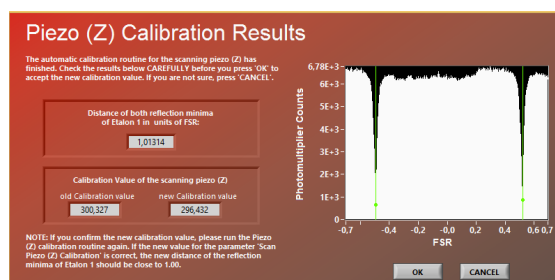 Piezo (Z) Calibration Results
The automatic calibration routine for the scanning piezo (Z) has
finished. Check the results below CAREFULLY before you press 'OK' to
accept the new calibration value. If you are not sure, press 'CANCEL'.
Distance of both reflection minima
of Etalon 1 in units of FSR:
1,01314
Calibration Value of the scanning piezo (Z)
old Calibration value new Calibration value
300,327 296,432
NOTE: If you confirm the new calibration value, please run the Piezo
(Z) calibration routine again. If the new value for the parameter 'Scan
Piezo (Z) Calibration' is correct, the new distance of the reflection
minima of Etalon 1 should be close to 1.00.
Photomultiplier Counts
6,78E+3
6E+3
5E+3
4E+3
3E+3
2E+3
1E+3
0
-0,7 -0,4 -0,2 0,0 0,2 0,4 0,6 0,7
FSR
OK CANCEL